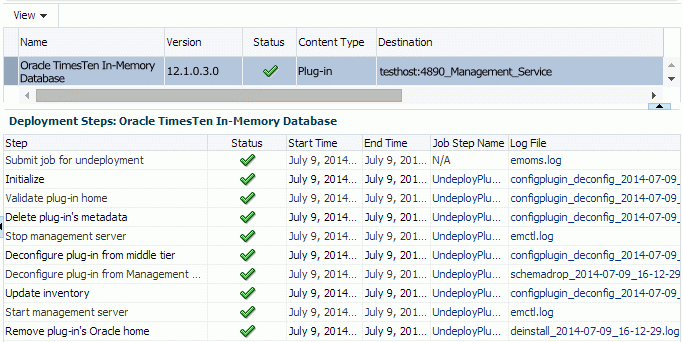 View
Name Version Status Content Type Destination
Oracle TimesTen In-Memory Database 12.1.0.3.0 Plug-in testhost:4890_Management_Service
Deployment Steps: Oracle TimesTen In-Memory Database
Step Status Start Time End Time Job Step Name Log File
Submit job for undeployment July 9, 2014... July 9, 201... N/A emoms.log
Initialize July 9, 2014... July 9, 201... UndeployPlu... configplugin_deconfig_2014-07-09_
Validate plug-in home July 9, 2014... July 9, 201... UndeployPlu... configplugin_deconfig_2014-07-09_
Delete plug-in's metadata July 9, 2014... July 9, 201... UndeployPlu... configplugin_deconfig_2014-07-09_
Stop management server July 9, 2014... July 9, 201... UndeployPlu... emctl.log
Deconfigure plug-in from middle tier July 9, 2014... July 9, 201... UndeployPlu... configplugin_deconfig_2014-07-09_
Deconfigure plug-in from Management ... July 9, 2014... July 9, 201... UndeployPlu... schemadrop_2014-07-09_16-12-29
Update inventory July 9, 2014... July 9, 201... UndeployPlu... configplugin_deconfig_2014-07-09_
Start management server July 9, 2014... July 9, 201... UndeployPlu... emctl.log
Remove plug-in's Oracle home July 9, 2014... July 9, 201... UndeployPlu... deinstall_2014-07-09_16-12-29.log